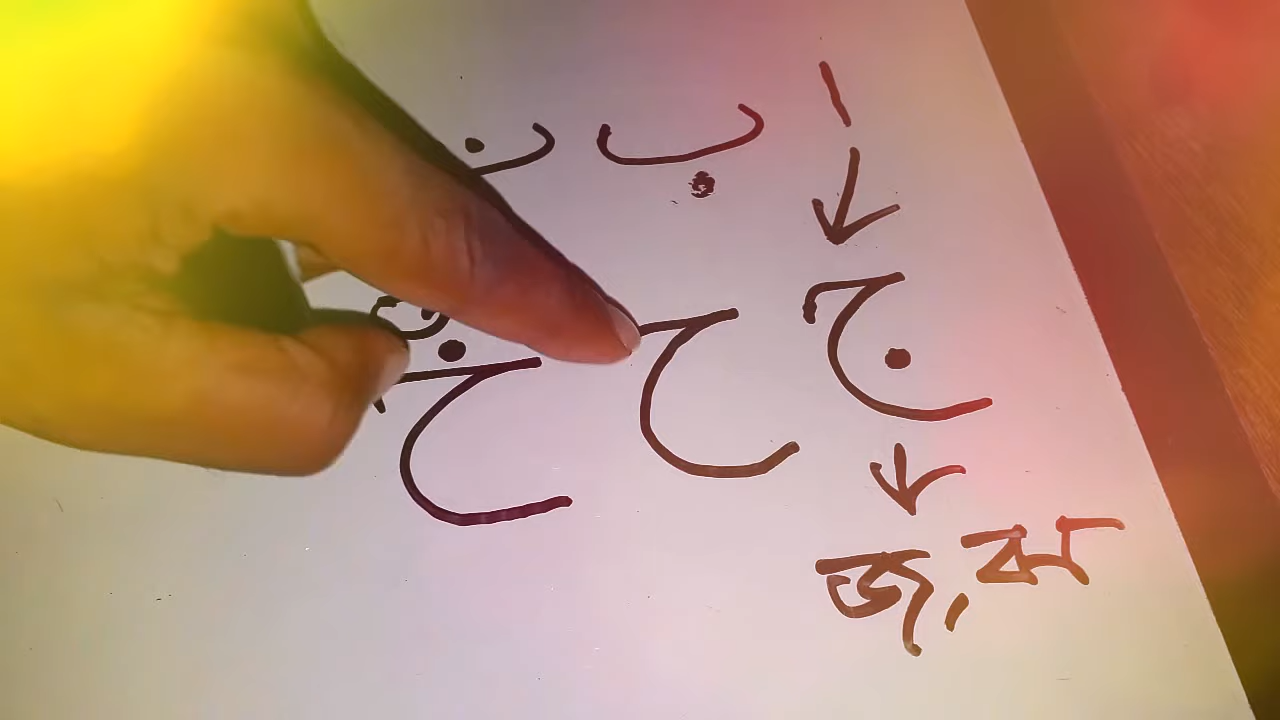 ا ب
ج ح خ
জ, ঝ